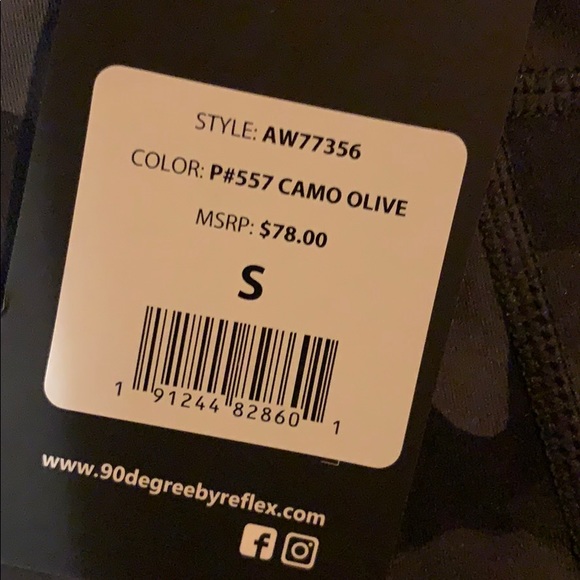 STYLE: AW77356
COLOR: P#557 CAMO OLIVE
MSRP: $78.00
S
1 91244 82860 1
www.90degreebyreflex.com
f